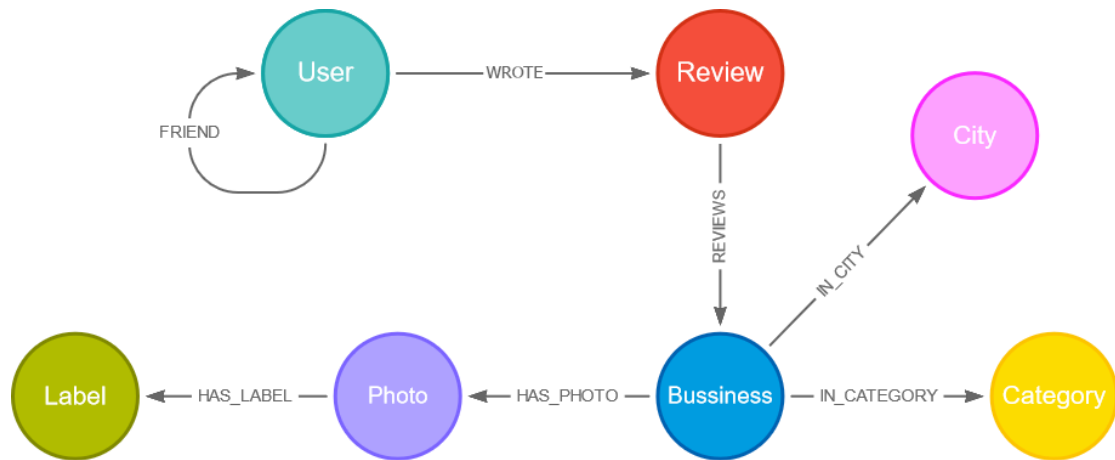 User
WROTE
Review
FRIEND
City
REVIEWS
IN_CITY
Label
HAS_LABEL
Photo
HAS_PHOTO
Bussiness
IN_CATEGORY
Category